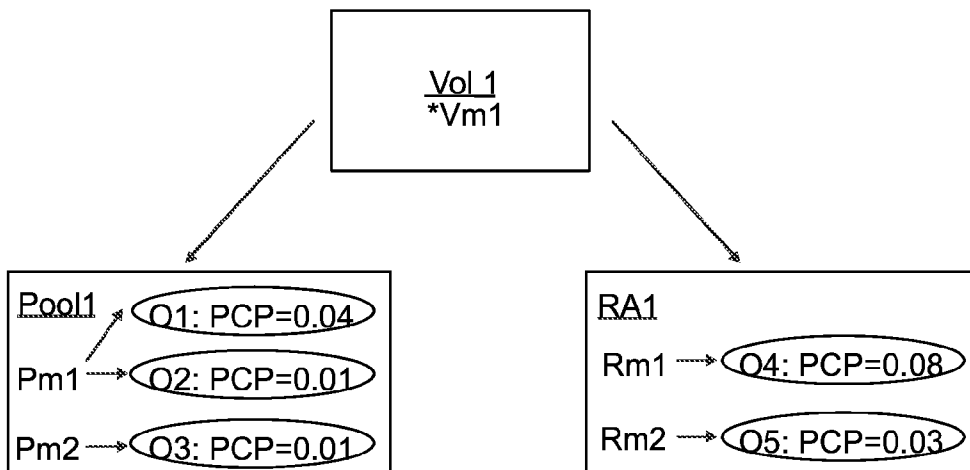 Vol 1
*Vm1
Pool1
O1: PCP=0.04
Pm1
O2: PCP=0.01
Pm2
O3: PCP=0.01
RA1
Rm1
O4: PCP=0.08
Rm2
O5: PCP=0.03